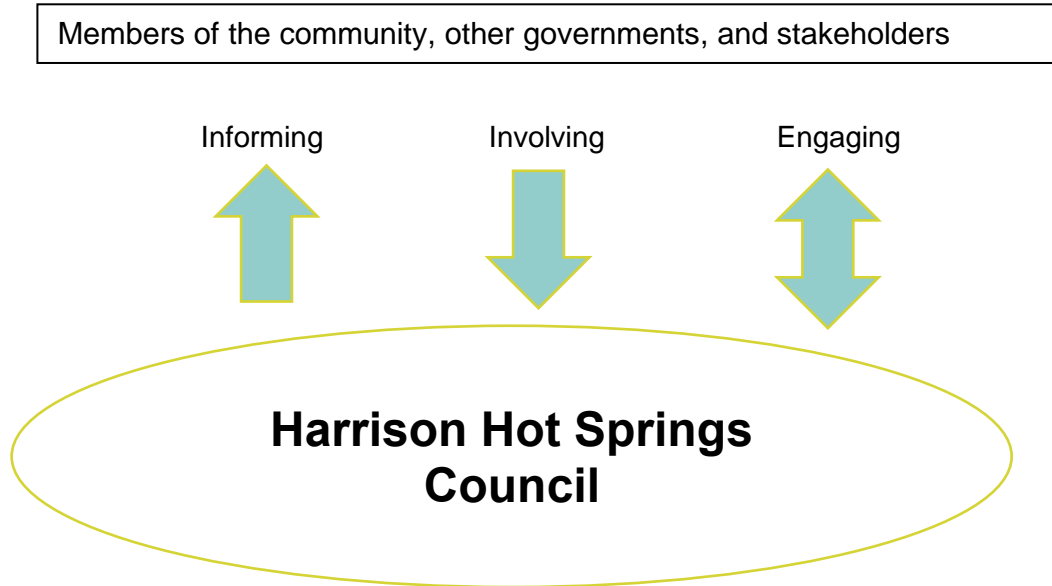 Members of the community, other governments, and stakeholders
Informing Involving Engaging
Harrison Hot Springs
Council